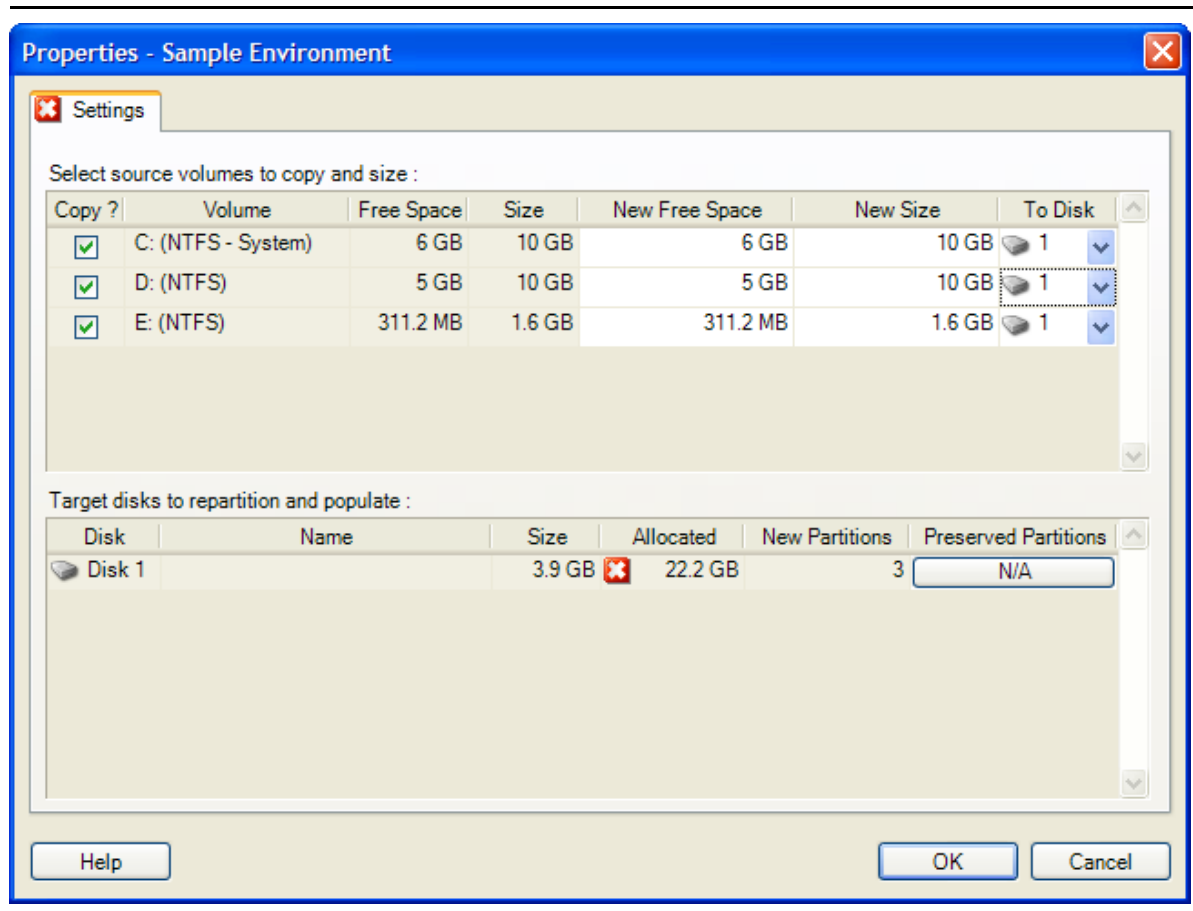 Properties - Sample Environment
Settings
Select source volumes to copy and size :
Copy ? Volume Free Space Size New Free Space New Size To Disk
C: (NTFS - System) 6 GB 10 GB 6 GB 10 GB 1
D: (NTFS) 5 GB 10 GB 5 GB 10 GB 1
E: (NTFS) 311.2 MB 1.6 GB 311.2 MB 1.6 GB 1
Target disks to repartition and populate :
Disk Name Size Allocated New Partitions Preserved Partitions
Disk 1 3.9 GB 22.2 GB 3 N/A
Help OK Cancel